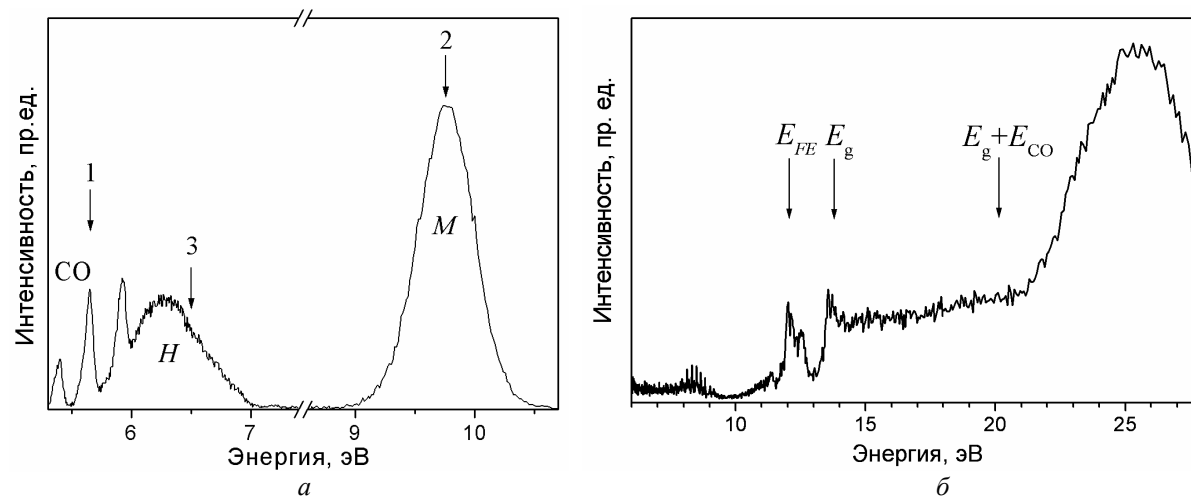 Интенсивность, пр.ед.
1
2
3
CO
H
M
6
7
9
10
Энергия, эВ
а
Интенсивность, пр. ед.
E_FE
E_g
E_g+E_CO
10
15
20
25
Энергия, эВ
б